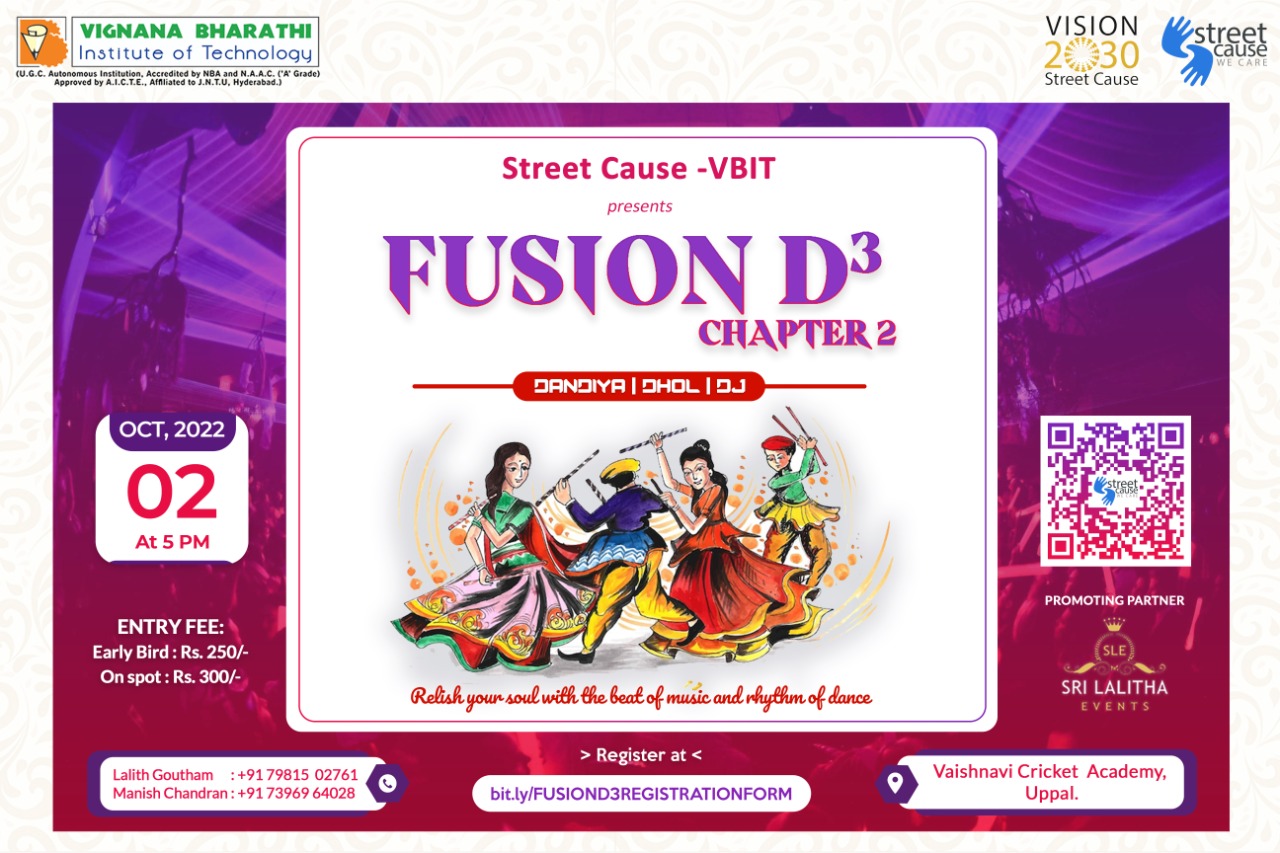 VIGNANA BHARATHI
Institute of Technology
(U.G.C. Autonomous Institution, Accredited by NBA and N.A.A.C. ("A" Grade)
Approved by A.I.C.T.E., Affiliated to J.N.T.U, Hyderabad.)
VISION
2030
Street Cause
street
cause
WE CARE
Street Cause -VBIT
presents
FUSION D³
CHAPTER 2
DANDIYA | DHOL | DJ
OCT, 2022
02
At 5 PM
ENTRY FEE:
Early Bird : Rs. 250/-
On spot : Rs. 300/-
street
cause
WE CARE
PROMOTING PARTNER
SLE
SRI LALITHA
EVENTS
Relish your soul with the beat of music and rhythm of dance
Lalith Goutham : +91 79815 02761
Manish Chandran : +91 73969 64028
> Register at <
bit.ly/FUSIOND3REGISTRATIONFORM
Vaishnavi Cricket Academy,
Uppal.